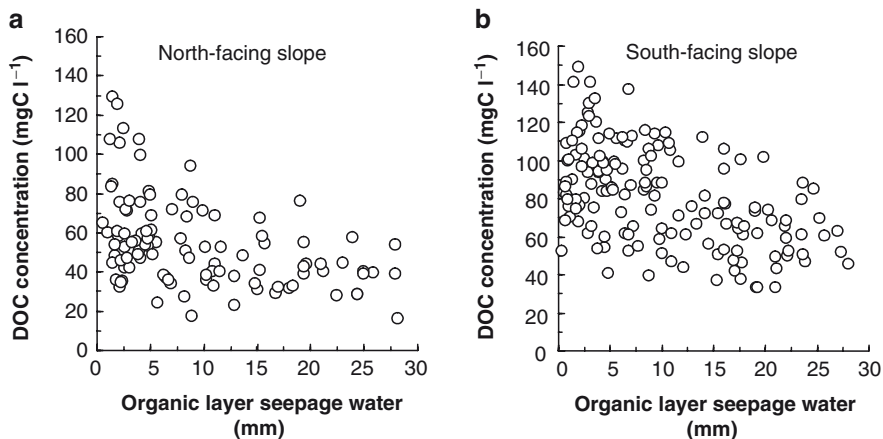 a
North-facing slope
DOC concentration (mgC l⁻¹)
160
140
120
100
80
60
40
20
0
0 5 10 15 20 25 30
Organic layer seepage water
(mm)
b
South-facing slope
DOC concentration (mgC l⁻¹)
160
140
120
100
80
60
40
20
0
0 5 10 15 20 25 30
Organic layer seepage water
(mm)